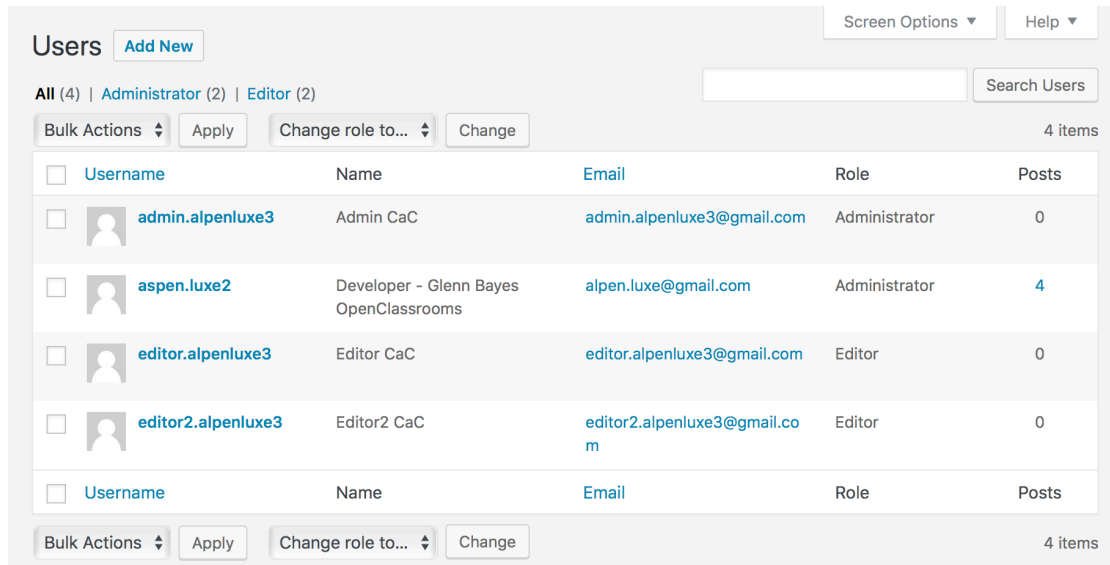 Screen Options ▼ Help ▼
Users Add New
All (4) | Administrator (2) | Editor (2)
Search Users
Bulk Actions Apply Change role to... Change 4 items
Username Name Email Role Posts
admin.alpenluxe3 Admin CaC admin.alpenluxe3@gmail.com Administrator 0
aspen.luxe2 Developer - Glenn Bayes alpen.luxe@gmail.com Administrator 4
OpenClassrooms
editor.alpenluxe3 Editor CaC editor.alpenluxe3@gmail.com Editor 0
editor2.alpenluxe3 Editor2 CaC editor2.alpenluxe3@gmail.co Editor 0
m
Username Name Email Role Posts
Bulk Actions Apply Change role to... Change 4 items